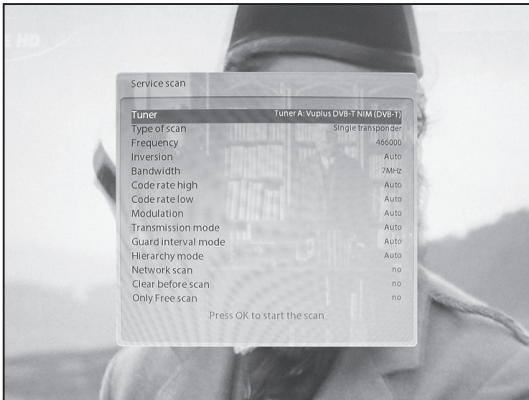 E HD
Service scan
Tuner Tuner A: Vuplus DVB-T NIM (DVB-T)
Type of scan Single transponder
Frequency 466000
Inversion Auto
Bandwidth 7MHz
Code rate high Auto
Code rate low Auto
Modulation Auto
Transmission mode Auto
Guard interval mode Auto
Hierarchy mode Auto
Network scan no
Clear before scan no
Only Free scan no
Press OK to start the scan